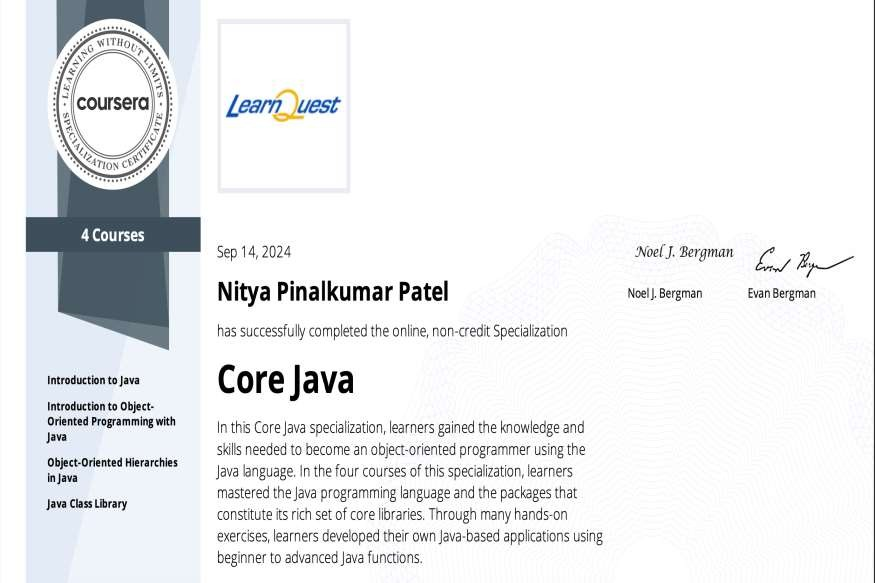 LEARNING WITHOUT LIMITS
coursera
SPECIALIZATION CERTIFICATE
LearnQuest
4 Courses
Introduction to Java
Introduction to Object-
Oriented Programming with
Java
Object-Oriented Hierarchies
in Java
Java Class Library
Sep 14, 2024
Nitya Pinalkumar Patel
has successfully completed the online, non-credit Specialization
Core Java
In this Core Java specialization, learners gained the knowledge and
skills needed to become an object-oriented programmer using the
Java language. In the four courses of this specialization, learners
mastered the Java programming language and the packages that
constitute its rich set of core libraries. Through many hands-on
exercises, learners developed their own Java-based applications using
beginner to advanced Java functions.
Noel J. Bergman
Noel J. Bergman
Evan Bergman
Evan Bergman